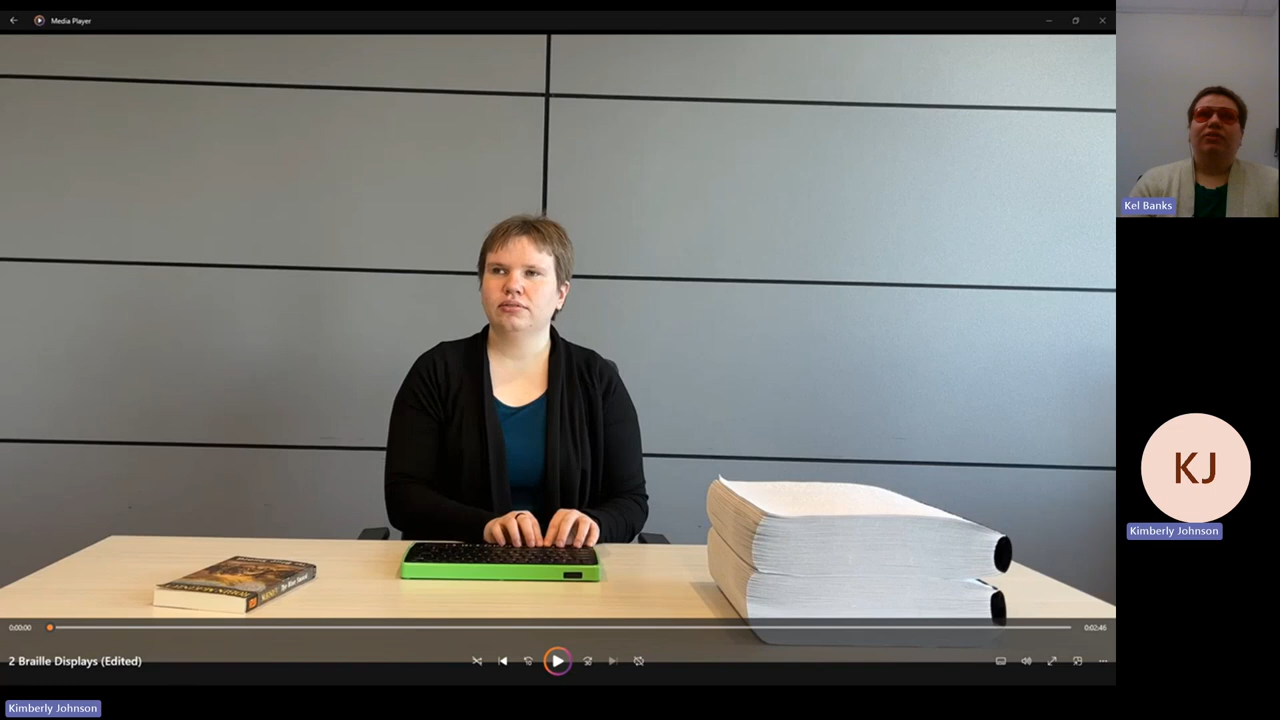 Media Player
Kel Banks
KJ
Kimberly Johnson
0:00:00
0:02:46
2 Braille Displays (Edited)
Kimberly Johnson